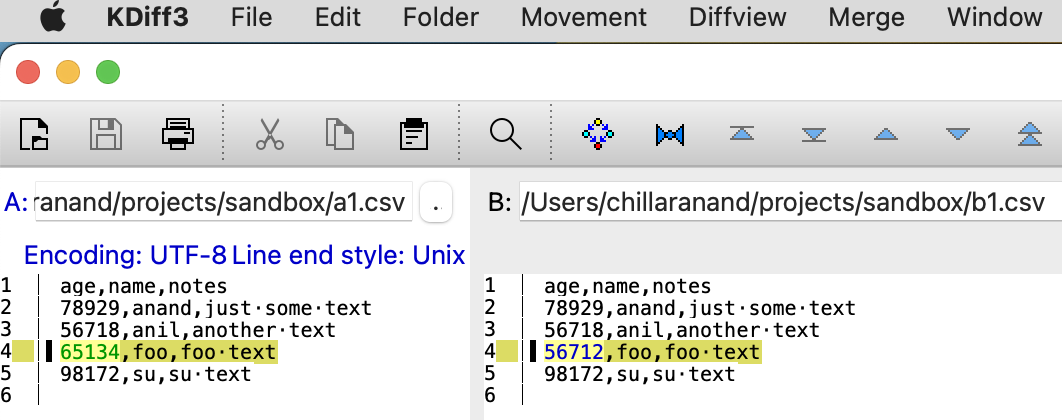 KDiff3 File Edit Folder Movement Diffview Merge Window
A: ranand/projects/sandbox/a1.csv ..
B: /Users/chillaranand/projects/sandbox/b1.csv
Encoding: UTF-8 Line end style: Unix
1 age,name,notes
2 78929,anand,just·some·text
3 56718,anil,another·text
4 65134,foo,foo·text
5 98172,su,su·text
6
1 age,name,notes
2 78929,anand,just·some·text
3 56718,anil,another·text
4 56712,foo,foo·text
5 98172,su,su·text
6